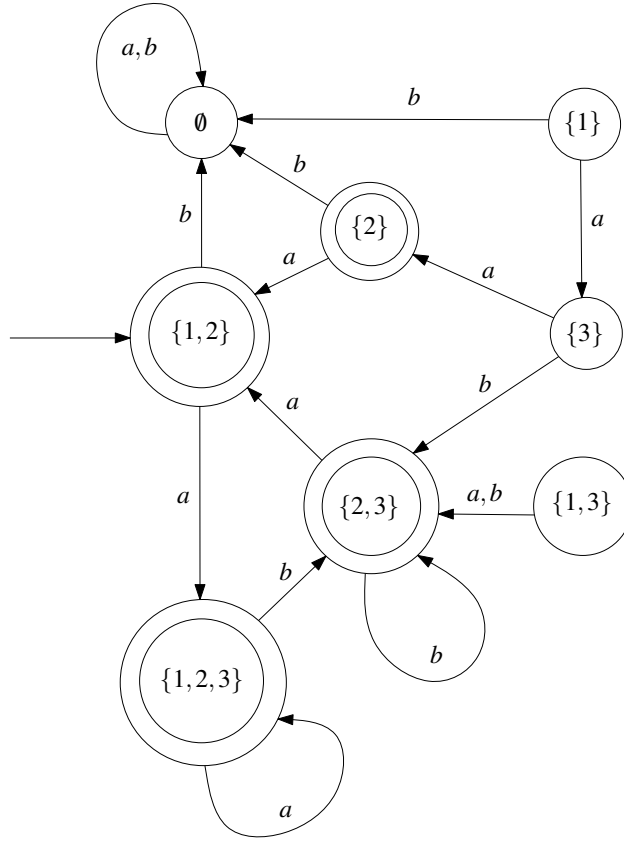 a,b
b
∅
{1}
b
b
{2}
a
a
a
{1,2}
{3}
b
a
a
{2,3}
a,b
{1,3}
b
b
{1,2,3}
a